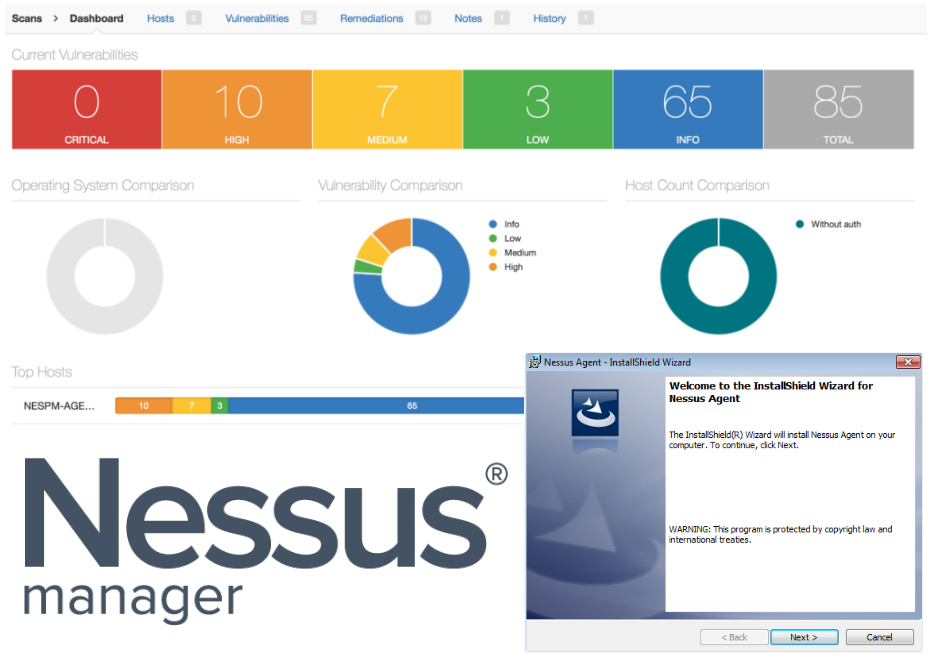 Scans > Dashboard Hosts 2 Vulnerabilities 85 Remediations 15 Notes 1 History 1
Current Vulnerabilities
0 10 7 3 65 85
CRITICAL HIGH MEDIUM LOW INFO TOTAL
Operating System Comparison Vulnerability Comparison Host Count Comparison
Info
Low
Medium
High
Without auth
Top Hosts
NESPM-AGE... 10 7 3 65
Nessus®
manager
Nessus Agent - InstallShield Wizard
Welcome to the InstallShield Wizard for
Nessus Agent
The InstallShield(R) Wizard will install Nessus Agent on your
computer. To continue, click Next.
WARNING: This program is protected by copyright law and
international treaties.
< Back Next > Cancel